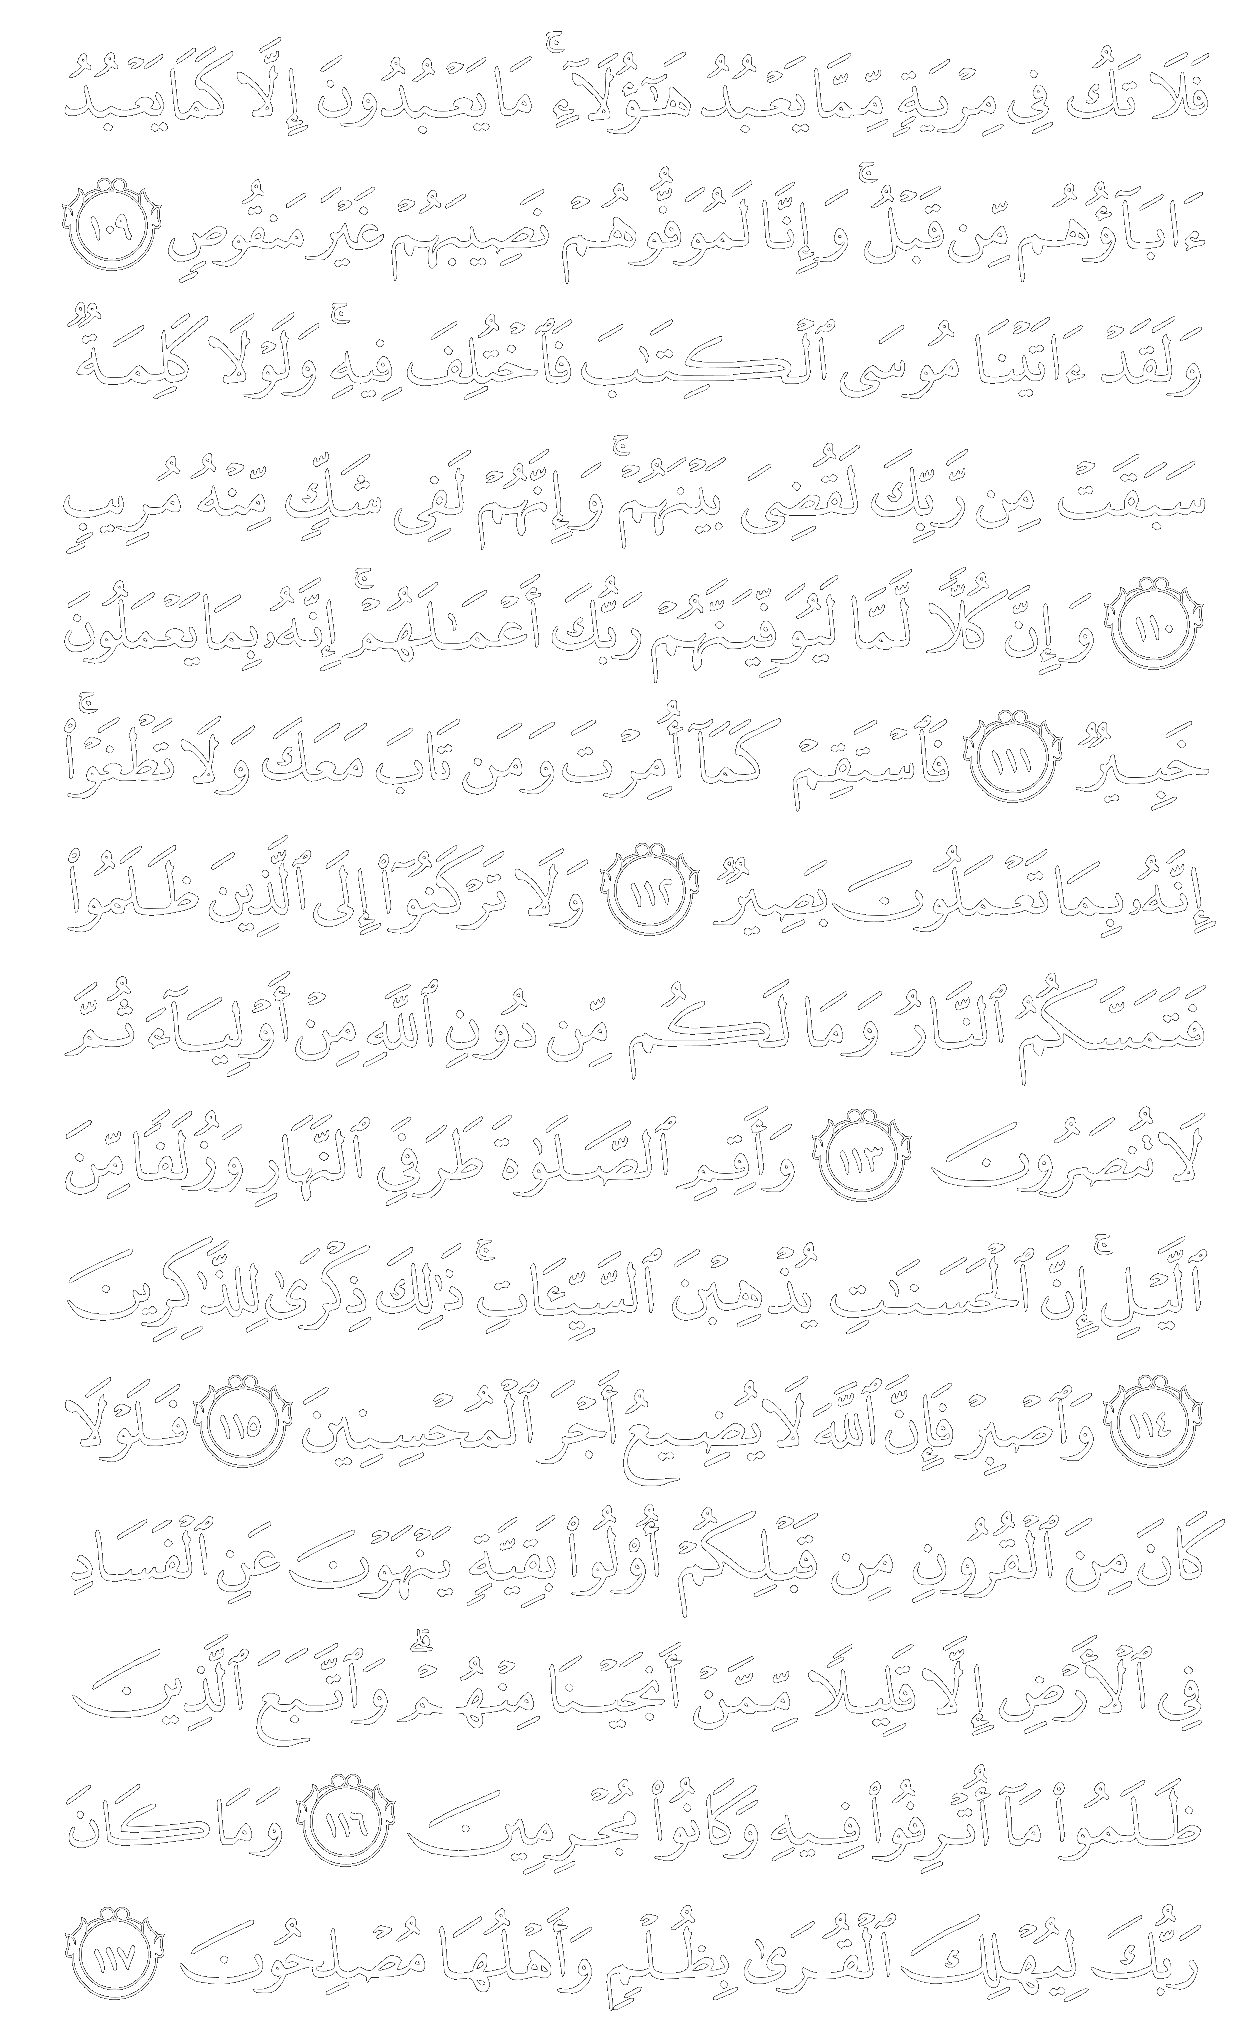 فَلَا تَكُ فِى مِرْيَةٍ مِّمَّا يَعْبُدُ هَـٰٓؤُلَآءِ ۚ مَا يَعْبُدُونَ إِلَّا كَمَا يَعْبُدُ
ءَابَآؤُهُم مِّن قَبْلُ ۚ وَإِنَّا لَمُوَفُّوهُمْ نَصِيبَهُمْ غَيْرَ مَنقُوصٍ ١٠٩
وَلَقَدْ ءَاتَيْنَا مُوسَى ٱلْكِتَـٰبَ فَٱخْتُلِفَ فِيهِ ۚ وَلَوْلَا كَلِمَةٌ
سَبَقَتْ مِن رَّبِّكَ لَقُضِىَ بَيْنَهُمْ ۚ وَإِنَّهُمْ لَفِى شَكٍّ مِّنْهُ مُرِيبٍ
١١٠ وَإِنَّ كُلًّا لَّمَّا لَيُوَفِّيَنَّهُمْ رَبُّكَ أَعْمَـٰلَهُمْ ۚ إِنَّهُۥ بِمَا يَعْمَلُونَ
خَبِيرٌ ١١١ فَٱسْتَقِمْ كَمَآ أُمِرْتَ وَمَن تَابَ مَعَكَ وَلَا تَطْغَوْا۟ ۚ
إِنَّهُۥ بِمَا تَعْمَلُونَ بَصِيرٌ ١١٢ وَلَا تَرْكَنُوٓا۟ إِلَى ٱلَّذِينَ ظَلَمُوا۟
فَتَمَسَّكُمُ ٱلنَّارُ وَمَا لَكُم مِّن دُونِ ٱللَّهِ مِنْ أَوْلِيَآءَ ثُمَّ
لَا تُنصَرُونَ ١١٣ وَأَقِمِ ٱلصَّلَوٰةَ طَرَفَىِ ٱلنَّهَارِ وَزُلَفًا مِّنَ
ٱلَّيْلِ ۚ إِنَّ ٱلْحَسَنَـٰتِ يُذْهِبْنَ ٱلسَّيِّـَٔاتِ ۚ ذَٰلِكَ ذِكْرَىٰ لِلذَّٰكِرِينَ
١١٤ وَٱصْبِرْ فَإِنَّ ٱللَّهَ لَا يُضِيعُ أَجْرَ ٱلْمُحْسِنِينَ ١١٥ فَلَوْلَا
كَانَ مِنَ ٱلْقُرُونِ مِن قَبْلِكُمْ أُو۟لُوا۟ بَقِيَّةٍ يَنْهَوْنَ عَنِ ٱلْفَسَادِ
فِى ٱلْأَرْضِ إِلَّا قَلِيلًا مِّمَّنْ أَنجَيْنَا مِنْهُمْ ۗ وَٱتَّبَعَ ٱلَّذِينَ
ظَلَمُوا۟ مَآ أُتْرِفُوا۟ فِيهِ وَكَانُوا۟ مُجْرِمِينَ ١١٦ وَمَا كَانَ
رَبُّكَ لِيُهْلِكَ ٱلْقُرَىٰ بِظُلْمٍ وَأَهْلُهَا مُصْلِحُونَ ١١٧